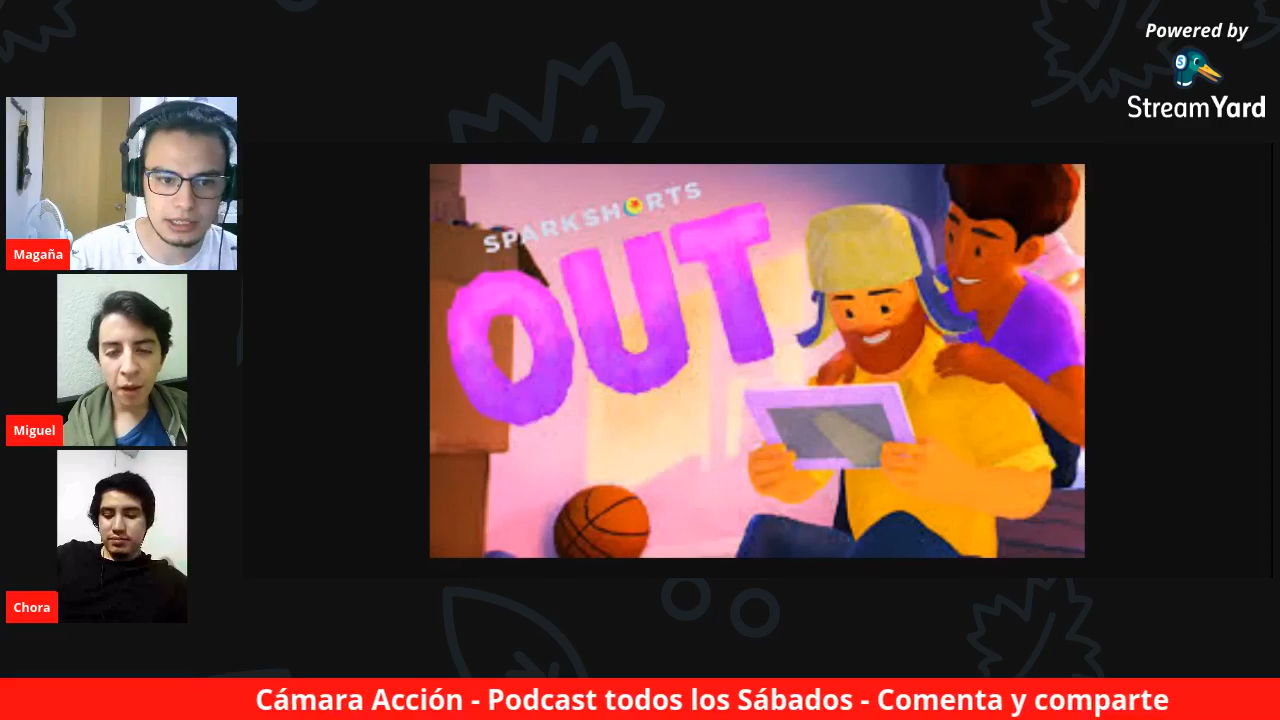 Powered by
StreamYard
Magaña
SPARKSHORTS
OUT
Miguel
Chora
Cámara Acción - Podcast todos los Sábados - Comenta y comparte